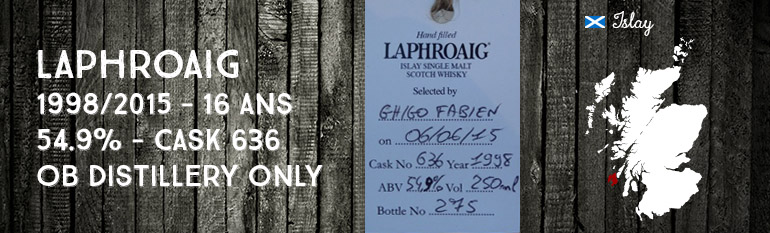 LAPHROAIG
1998/2015 - 16 ANS
54.9% - CASK 636
OB DISTILLERY ONLY
Hand filled
LAPHROAIG
ISLAY SINGLE MALT
SCOTCH WHISKY
Selected by
GHIGO FABIEN
on 06/06/15
Cask No 636 Year 1998
ABV 54,9% Vol 250ml
Bottle No 275
Islay